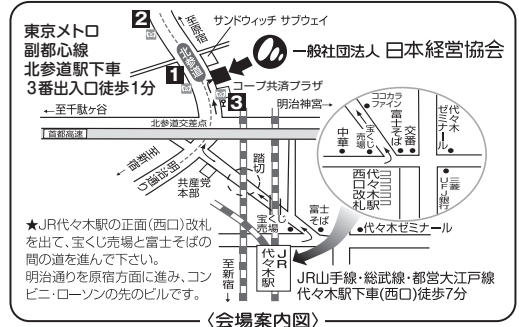 東京メトロ
副都心線
北参道駅下車
3番出入口徒歩1分
至原宿
サンドウィッチ サブウェイ
2
北参道
1
一般社団法人 日本経営協会
コープ共済プラザ
3
明治神宮→
←至千駄ヶ谷
北参道交差点
首都高速
至新宿
明治通り
共産党
本部
踏切
ココカラ
ファイン
代々木
ゼミナール
中華
宝くじ
売場
富士そば
交番
代々木駅
西口改札
三菱
UFJ銀行
宝くじ
売場
富士
そば
代々木ゼミナール
至新宿
JR
代々木駅
★JR代々木駅の正面(西口)改札
を出て、宝くじ売場と富士そばの
間の道を進んで下さい。
明治通りを原宿方面に進み、コン
ビニ・ローソンの先のビルです。
JR山手線・総武線・都営大江戸線
代々木駅下車(西口)徒歩7分
〈会場案内図〉